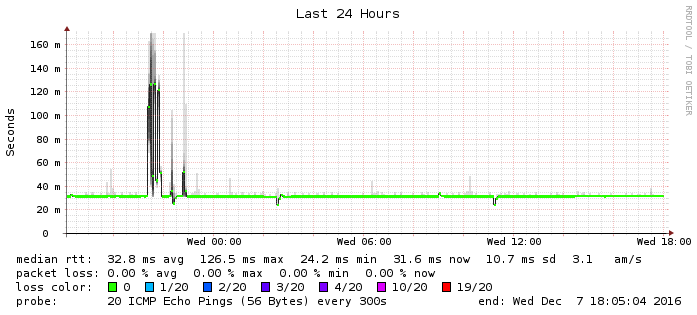 Last 24 Hours
RRDTOOL / TOBI OETIKER
Seconds
160 m
140 m
120 m
100 m
80 m
60 m
40 m
20 m
0
Wed 00:00 Wed 06:00 Wed 12:00 Wed 18:00
median rtt: 32.8 ms avg 126.5 ms max 24.2 ms min 31.6 ms now 10.7 ms sd 3.1 am/s
packet loss: 0.00 % avg 0.00 % max 0.00 % min 0.00 % now
loss color: 0 1/20 2/20 3/20 4/20 10/20 19/20
probe: 20 ICMP Echo Pings (56 Bytes) every 300s end: Wed Dec 7 18:05:04 2016